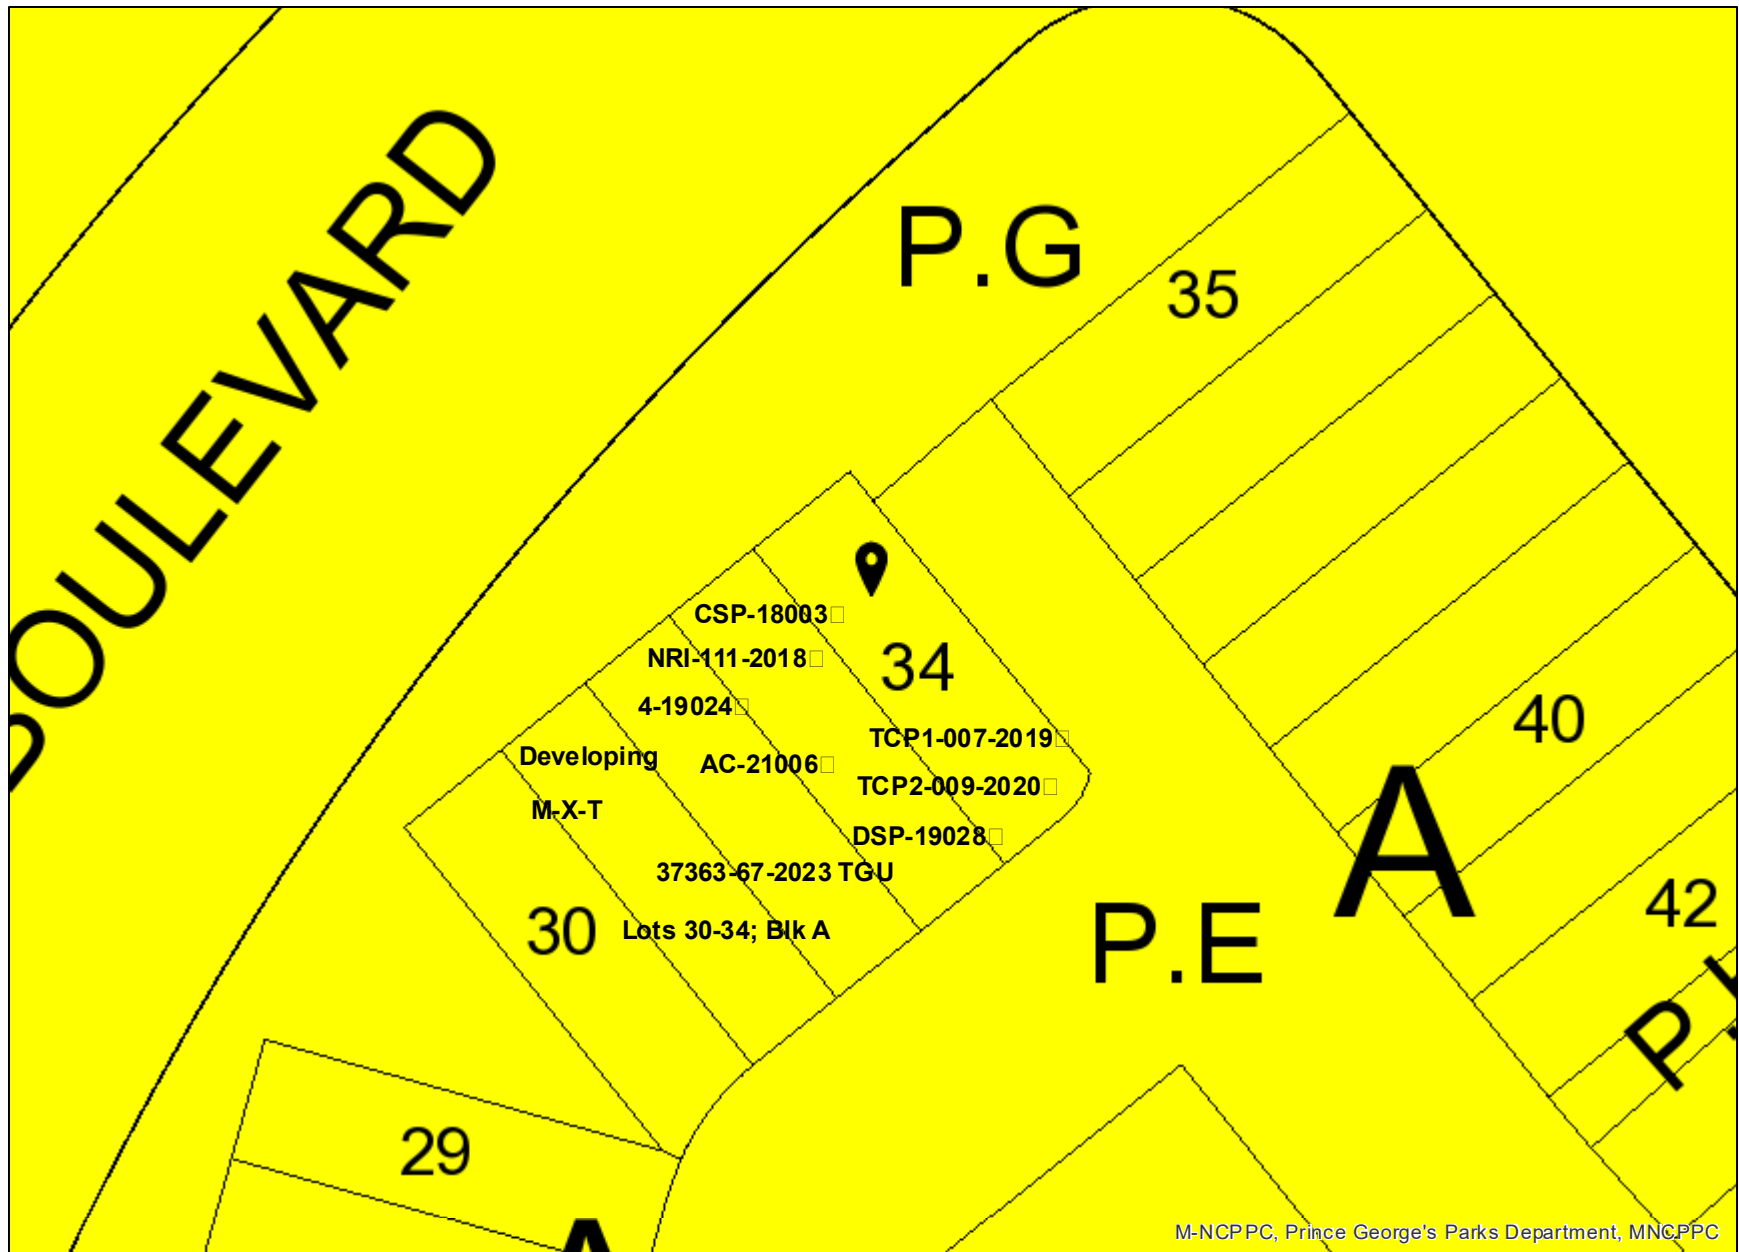 BOULEVARD
P.G
35
CSP-18003
NRI-111-2018
34
4-19024
TCP1-007-2019
40
Developing
AC-21006
TCP2-009-2020
M-X-T
DSP-19028
A
37363-67-2023 TGU
30
Lots 30-34; Blk A
P.E
42
29
M-NCPPC, Prince George's Parks Department, MNCPPC